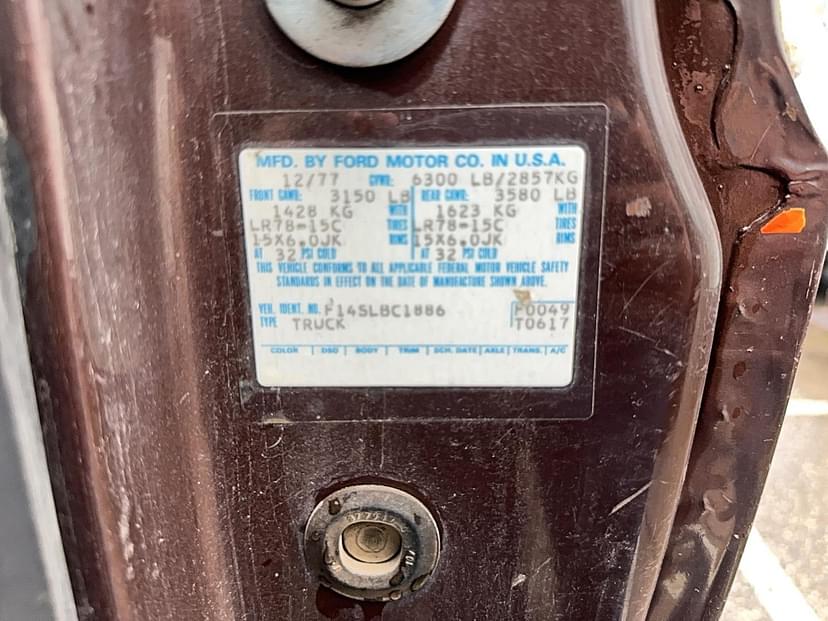 MFD. BY FORD MOTOR CO. IN U.S.A.
12/77 GVWR: 6300 LB/2857KG
FRONT GAWR: 3150 LB REAR GAWR: 3580 LB
1428 KG WITH 1623 KG WITH
LR78-15C TIRES LR78-15C TIRES
15X6.0JK RIMS 15X6.0JK RIMS
AT 32 PSI COLD AT 32 PSI COLD
THIS VEHICLE CONFORMS TO ALL APPLICABLE FEDERAL MOTOR VEHICLE SAFETY
STANDARDS IN EFFECT ON THE DATE OF MANUFACTURE SHOWN ABOVE.
VEH. IDENT. NO. F14SLBC1886 F0049
TYPE TRUCK T0617
COLOR DSO BODY TRIM SCH. DATE AXLE TRANS. A/C